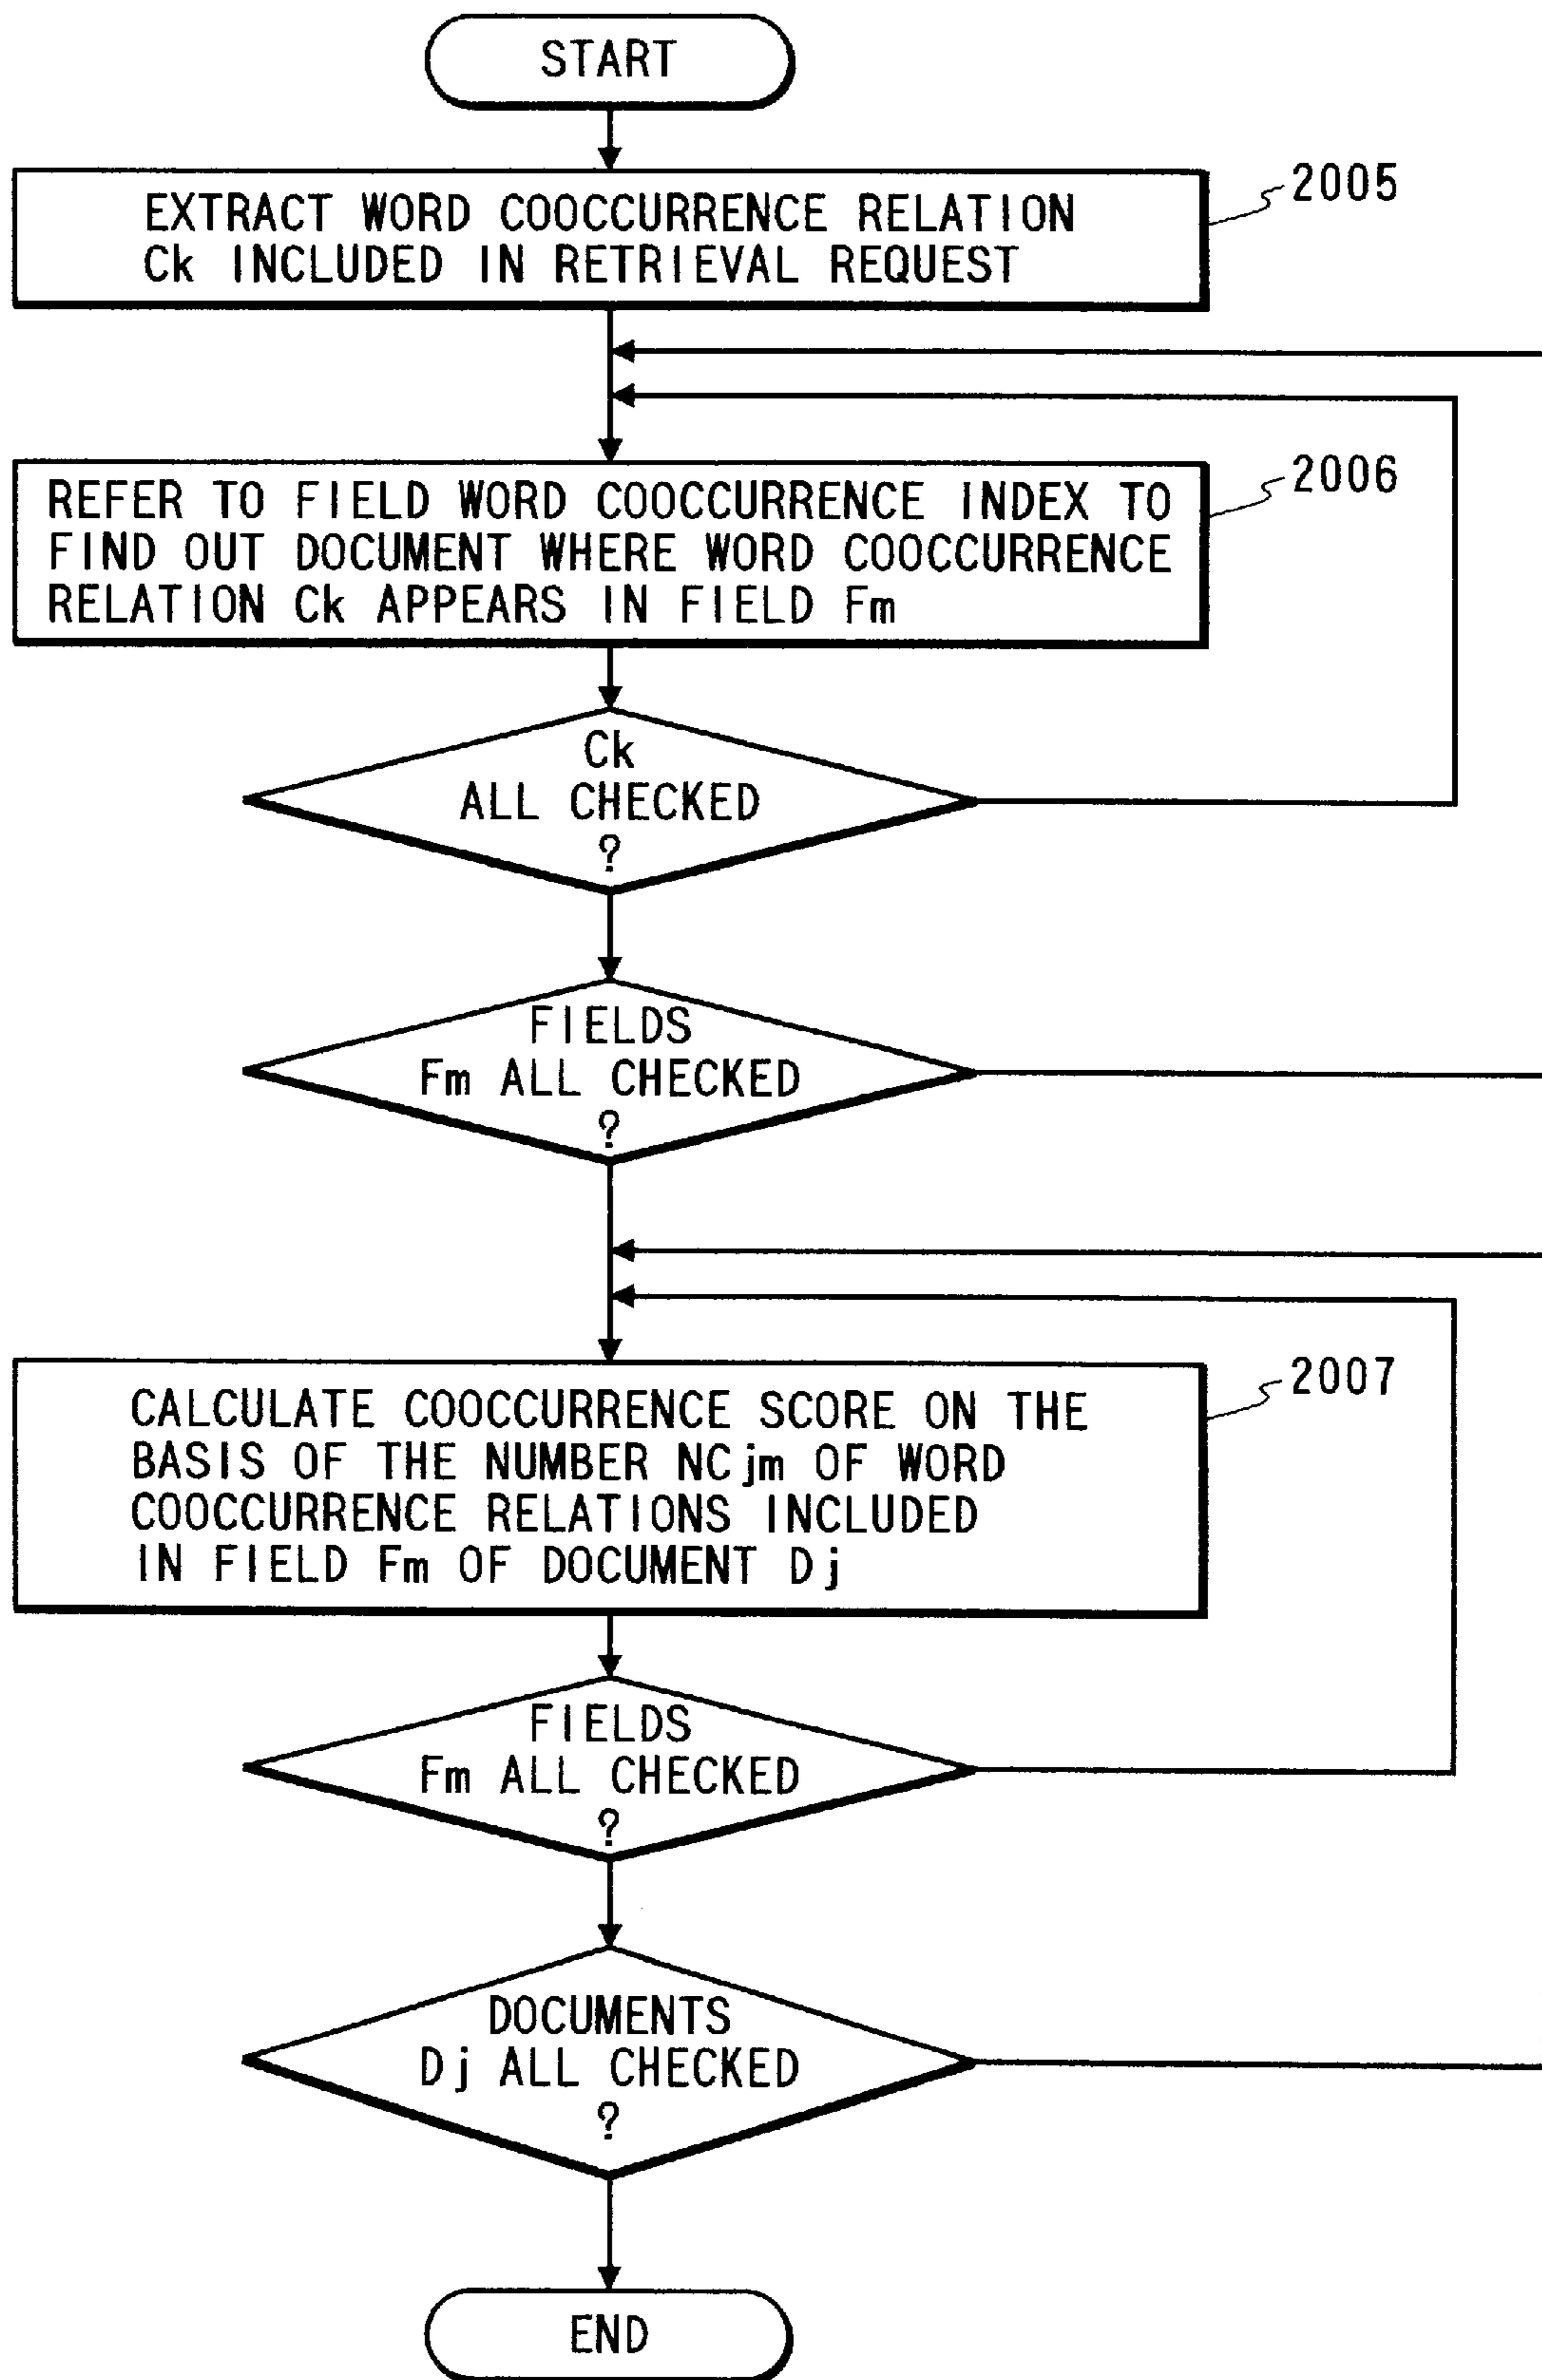 START
EXTRACT WORD COOCCURRENCE RELATION
Ck INCLUDED IN RETRIEVAL REQUEST
2005
REFER TO FIELD WORD COOCCURRENCE INDEX TO
FIND OUT DOCUMENT WHERE WORD COOCCURRENCE
RELATION Ck APPEARS IN FIELD Fm
2006
Ck
ALL CHECKED
?
FIELDS
Fm ALL CHECKED
?
CALCULATE COOCCURRENCE SCORE ON THE
BASIS OF THE NUMBER NCjm OF WORD
COOCCURRENCE RELATIONS INCLUDED
IN FIELD Fm OF DOCUMENT Dj
2007
FIELDS
Fm ALL CHECKED
?
DOCUMENTS
Dj ALL CHECKED
?
END